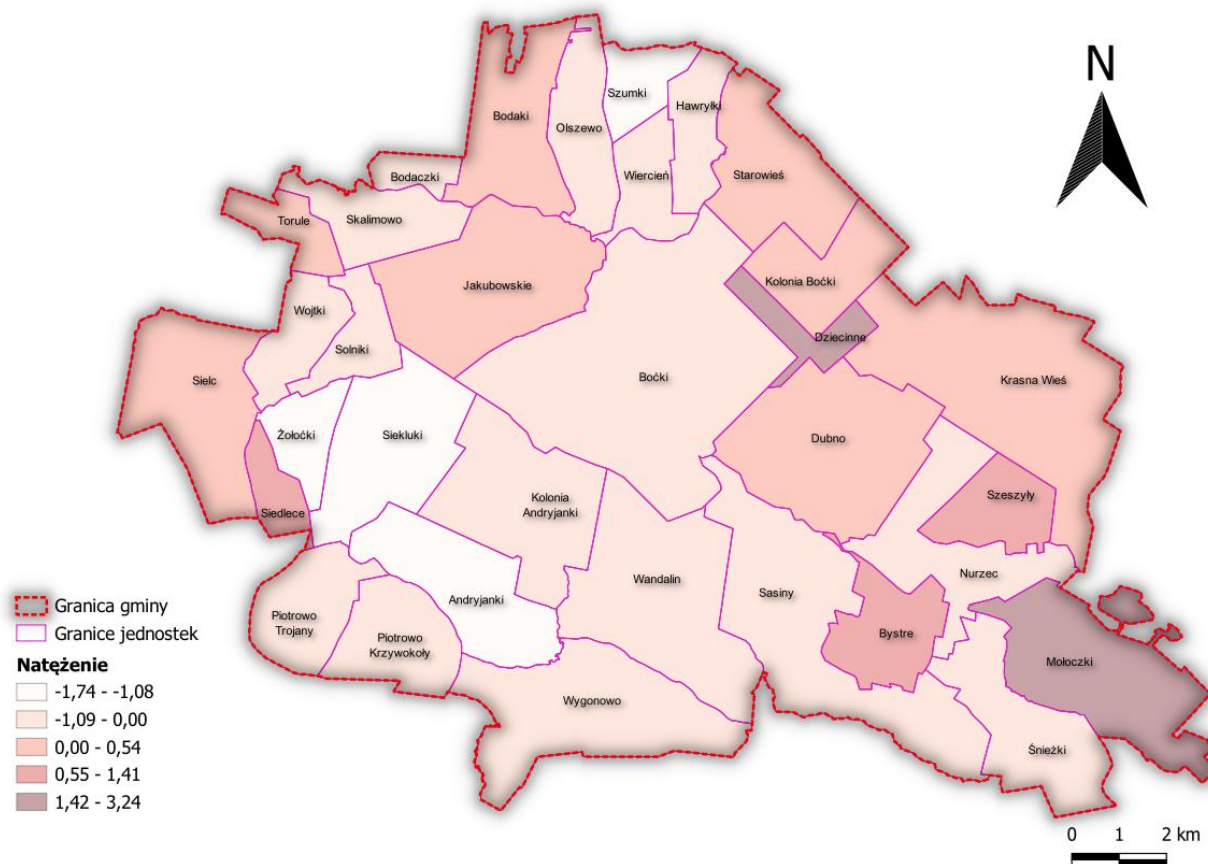 N
Szumki
Bodaki
Olszewo
Hawryłki
Bodaczki
Wiercień
Starowieś
Torule
Skalimowo
Jakubowskie
Kolonia Boćki
Wojtki
Dziecinne
Solniki
Sielc
Boćki
Krasna Wieś
Żołoćki
Siekluki
Dubno
Siedlece
Kolonia
Andryjanki
Szeszyły
Nurzec
Wandalin
Sasiny
Andryjanki
Piotrowo
Trojany
Piotrowo
Krzywokoły
Bystre
Mołoczki
Wygonowo
Śnieżki
Granica gminy
Granice jednostek
Natężenie
-1,74 - -1,08
-1,09 - 0,00
0,00 - 0,54
0,55 - 1,41
1,42 - 3,24
0 1 2 km